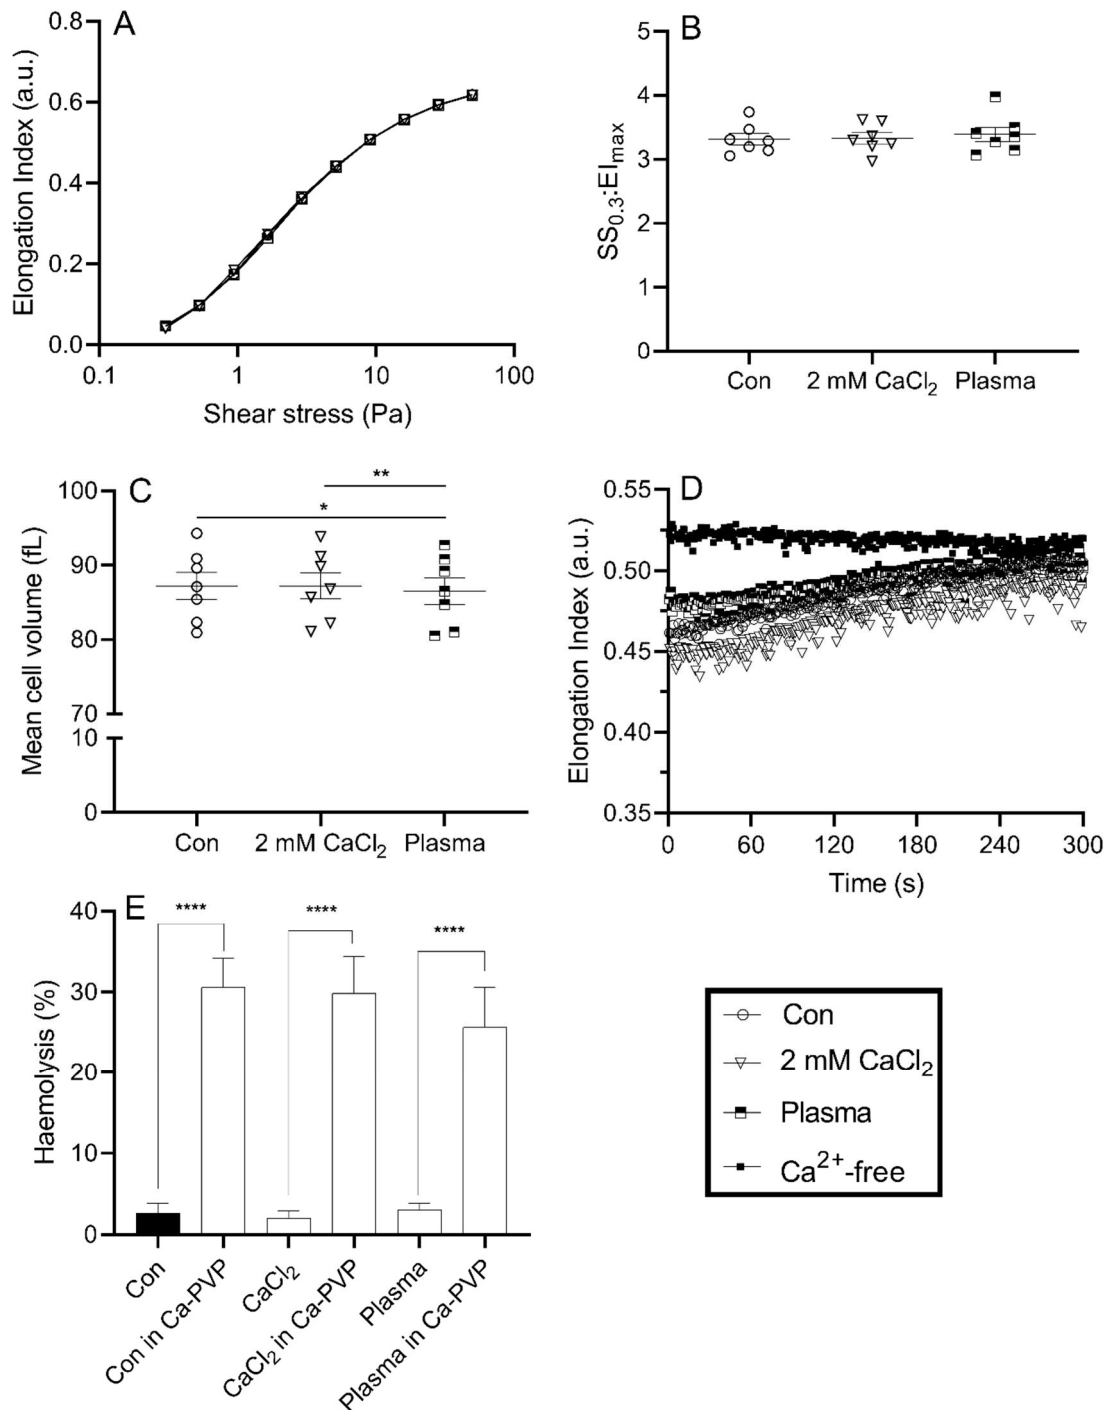 A
Elongation Index (a.u.)
0.8
0.6
0.4
0.2
0.0
0.1 1 10 100
Shear stress (Pa)
B
SS0.3:EImax
5
4
3
2
1
0
Con 2 mM CaCl2 Plasma
C
Mean cell volume (fL)
100
90
80
70
10
0
**
*
Con 2 mM CaCl2 Plasma
D
Elongation Index (a.u.)
0.55
0.50
0.45
0.40
0.35
0 60 120 180 240 300
Time (s)
E
Haemolysis (%)
40
30
20
10
0
**** **** ****
Con
Con in Ca-PVP
CaCl2
CaCl2 in Ca-PVP
Plasma
Plasma in Ca-PVP
Con
2 mM CaCl2
Plasma
Ca2+-free